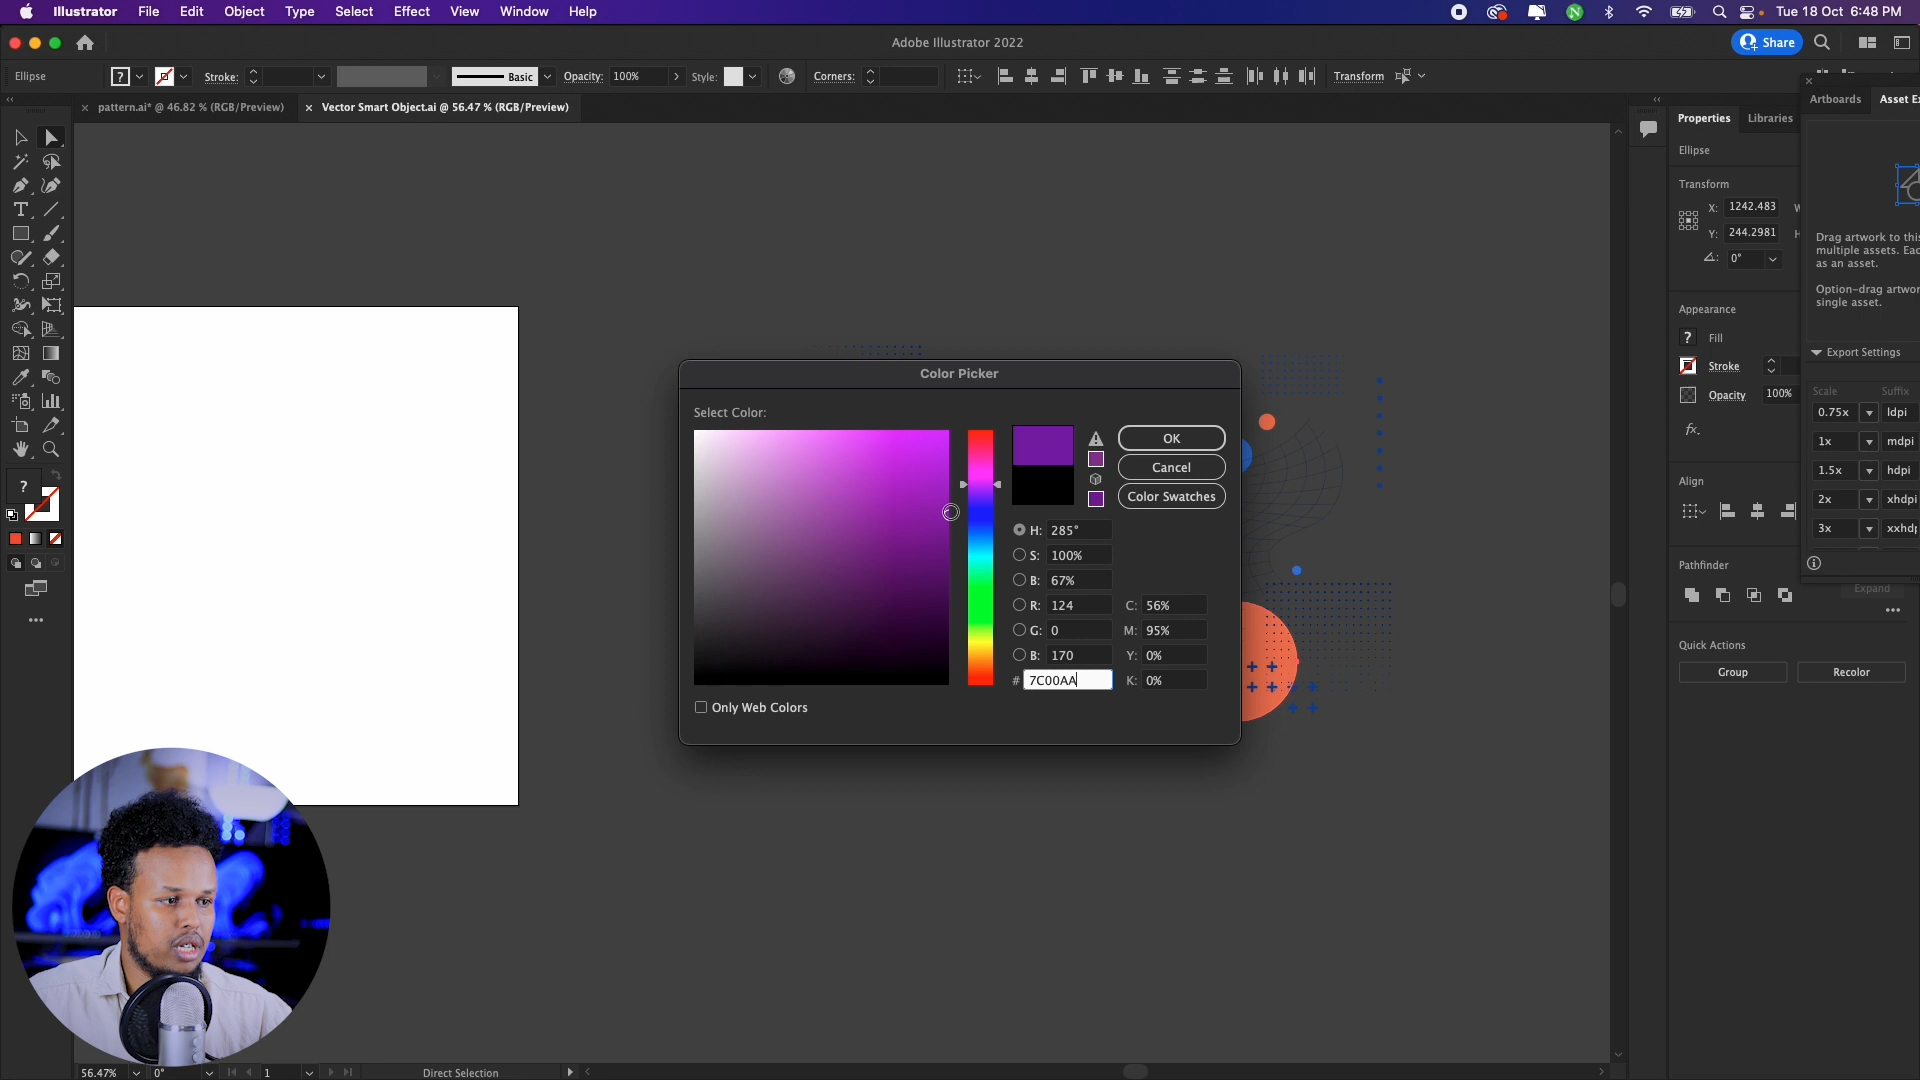 Illustrator File Edit Object Type Select Effect View Window Help
Tue 18 Oct 6:48 PM
Adobe Illustrator 2022
Share
Ellipse
?
Stroke:
Basic
Opacity: 100%
Style:
Corners:
Transform
× pattern.ai* @ 46.82 % (RGB/Preview)
× Vector Smart Object.ai @ 56.47 % (RGB/Preview)
Properties Libraries
Artboards Asset Ex
Ellipse
Transform
X: 1242.483
Y: 244.2981
0°
Drag artwork to this
multiple assets. Eac
as an asset.
Option-drag artwor
single asset.
Appearance
? Fill
Stroke
Opacity 100%
fx.
Export Settings
Scale Suffix
0.75x ldpi
1x mdpi
1.5x hdpi
2x xhdpi
3x xxhdp
Align
Pathfinder
Expand
Quick Actions
Group Recolor
Color Picker
Select Color:
OK
Cancel
Color Swatches
H: 285°
S: 100%
B: 67%
R: 124 C: 56%
G: 0 M: 95%
B: 170 Y: 0%
# 7C00AA K: 0%
Only Web Colors
?
56.47% 0° 1 Direct Selection